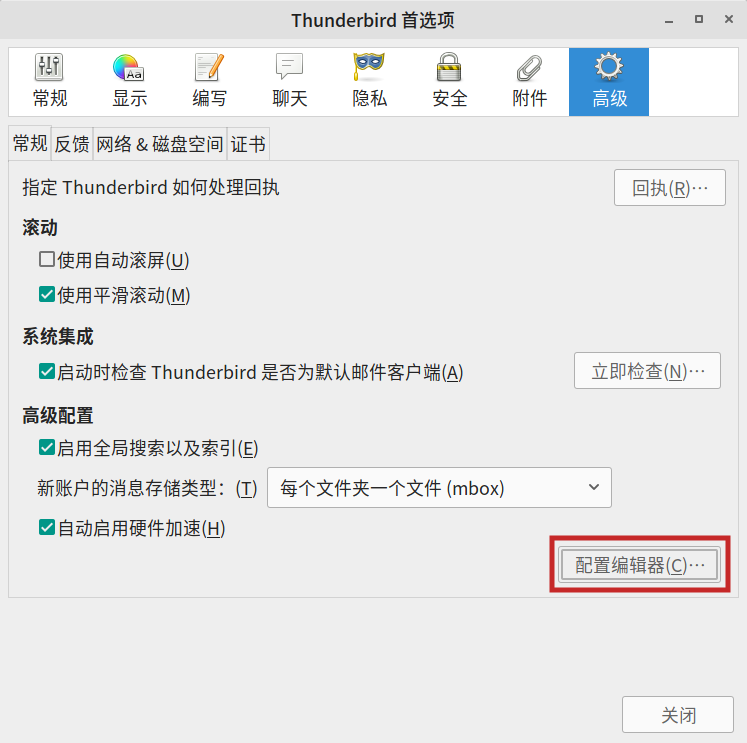 Thunderbird 首选项
常规 显示 编写 聊天 隐私 安全 附件 高级
常规 反馈 网络 & 磁盘空间 证书
指定 Thunderbird 如何处理回执 回执(R)…
滚动
使用自动滚屏(U)
使用平滑滚动(M)
系统集成
启动时检查 Thunderbird 是否为默认邮件客户端(A) 立即检查(N)…
高级配置
启用全局搜索以及索引(E)
新账户的消息存储类型：(T) 每个文件夹一个文件 (mbox)
自动启用硬件加速(H)
配置编辑器(C)…
关闭